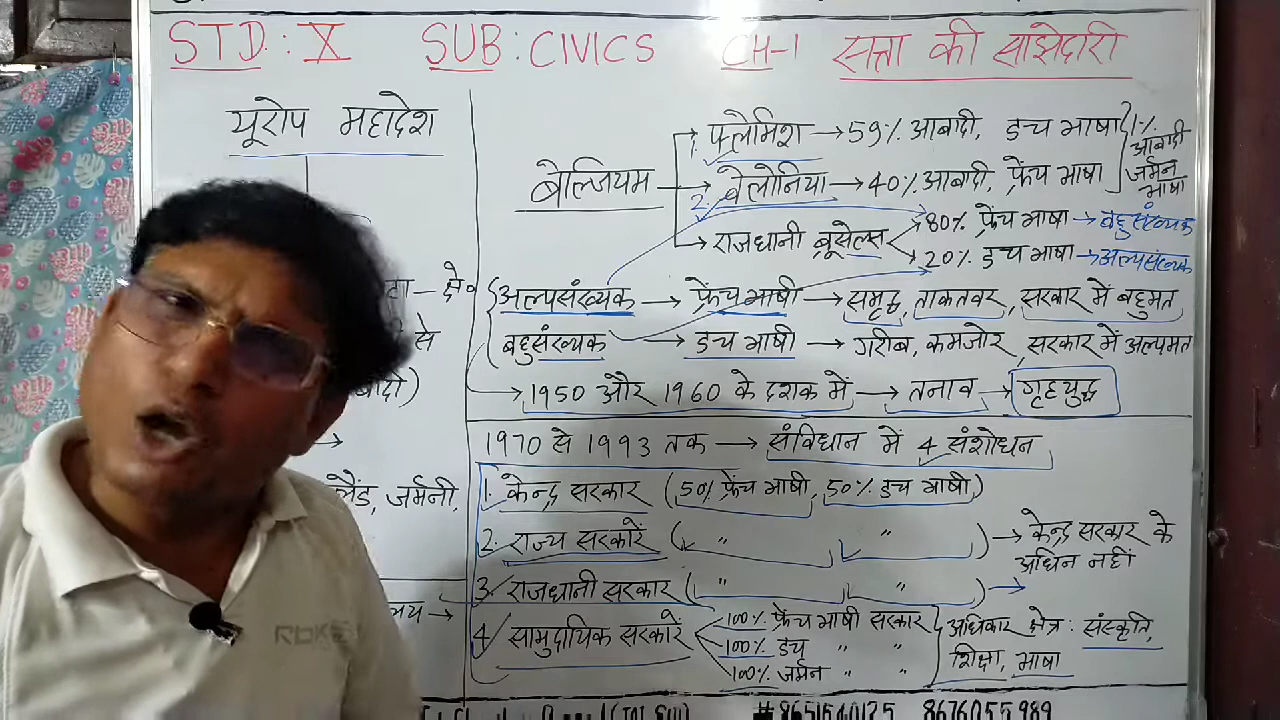 STD: X SUB: CIVICS CH-1 सत्ता की साझेदारी
यूरोप महादेश
से
लैंड, जर्मनी,
बेल्जियम
1. फ्लेमिश → 59% आबादी, डच भाषा
2. वेलोनिया → 40% आबादी, फ्रेंच भाषा
1% आबादी जर्मन भाषा
राजधानी ब्रूसेल्स
80% फ्रेंच भाषा → बहुसंख्यक
20% डच भाषा → अल्पसंख्यक
अल्पसंख्यक → फ्रेंच भाषी → समृद्ध, ताकतवर, सरकार में बहुमत
बहुसंख्यक → डच भाषी → गरीब, कमजोर, सरकार में अल्पमत
→ 1950 और 1960 के दशक में → तनाव → गृहयुद्ध
1970 से 1993 तक → संविधान में 4 संशोधन
1. केन्द्र सरकार (50% फ्रेंच भाषी, 50% डच भाषी)
2. राज्य सरकारें ( " " ) → केन्द्र सरकार के
अधिन नहीं
3. राजधानी सरकार ( " " ) →
4. सामुदायिक सरकारें
100% फ्रेंच भाषी सरकार
100% डच " "
100% जर्मन " "
अधिकार क्षेत्र : संस्कृति,
शिक्षा, भाषा
# 8651540125 8676055989